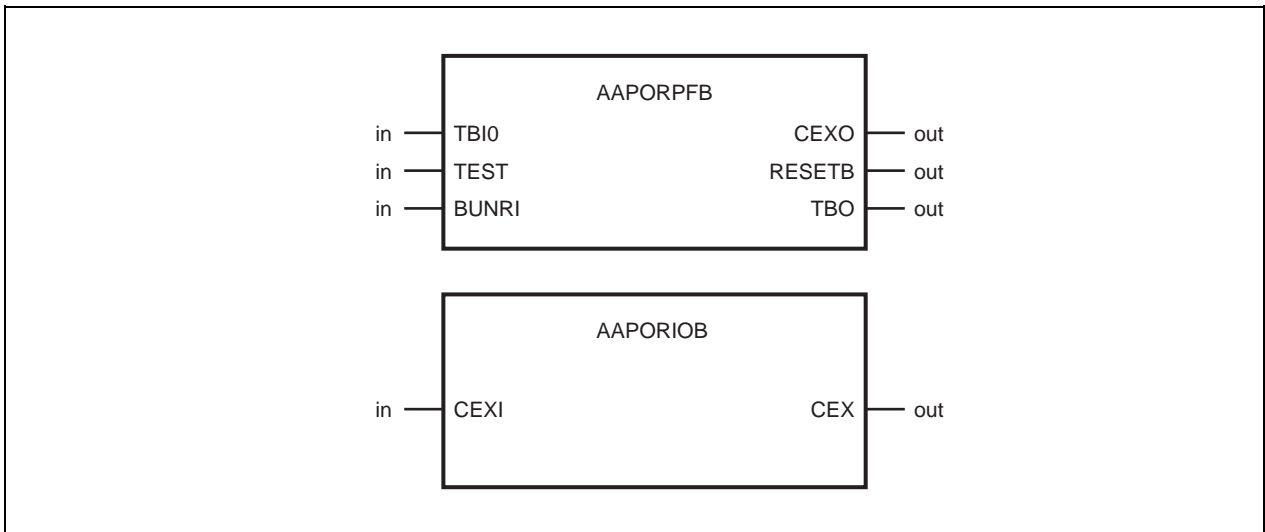 AAPORPFB
in TBI0 CEXO out
in TEST RESETB out
in BUNRI TBO out
AAPORIOB
in CEXI CEX out